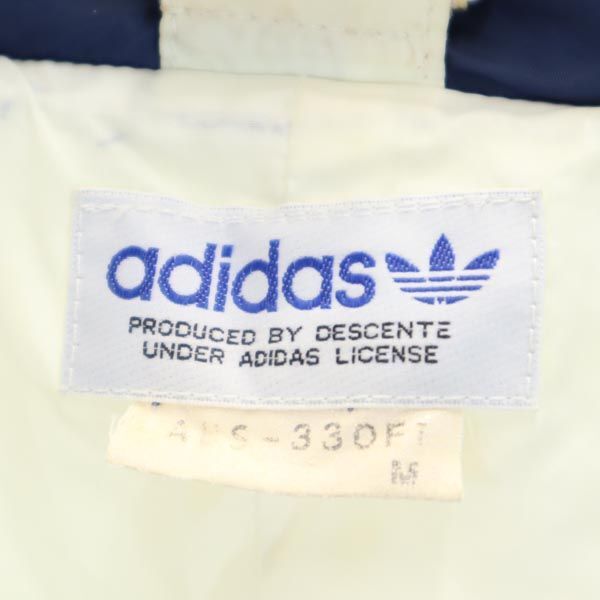 adidas
PRODUCED BY DESCENTE
UNDER ADIDAS LICENSE
M